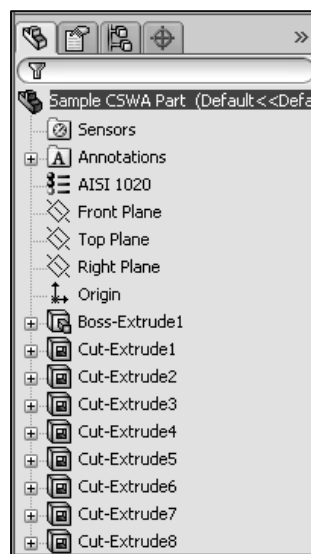 »
Sample CSWA Part (Default<<Defa
Sensors
A Annotations
AISI 1020
Front Plane
Top Plane
Right Plane
Origin
Boss-Extrude1
Cut-Extrude1
Cut-Extrude2
Cut-Extrude3
Cut-Extrude4
Cut-Extrude5
Cut-Extrude6
Cut-Extrude7
Cut-Extrude8